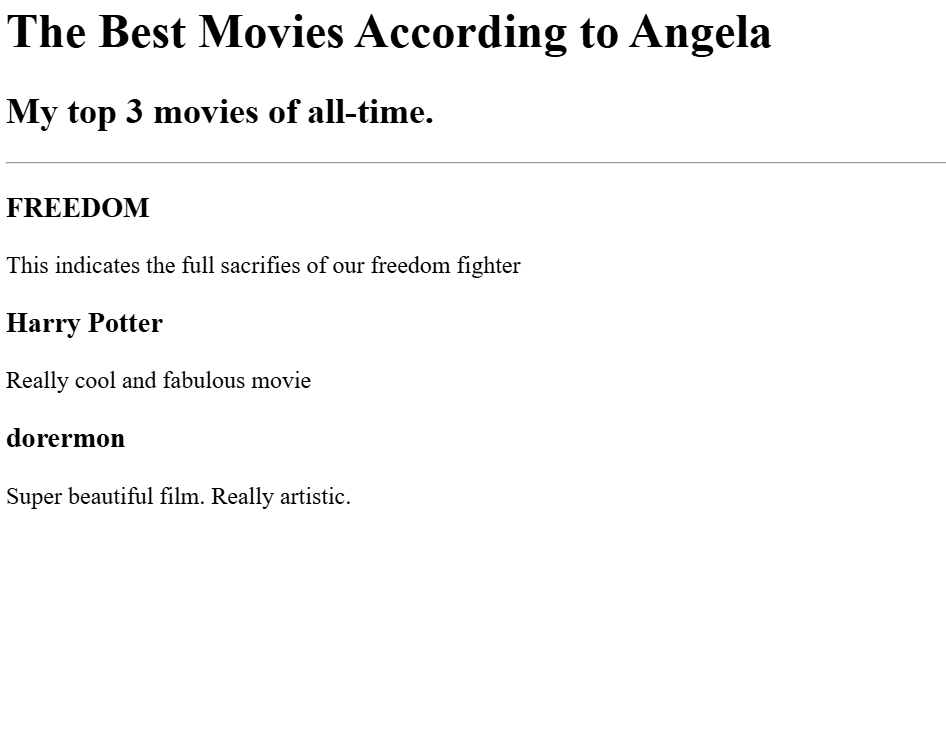 The Best Movies According to Angela
My top 3 movies of all-time.
FREEDOM
This indicates the full sacrifies of our freedom fighter
Harry Potter
Really cool and fabulous movie
dorermon
Super beautiful film. Really artistic.